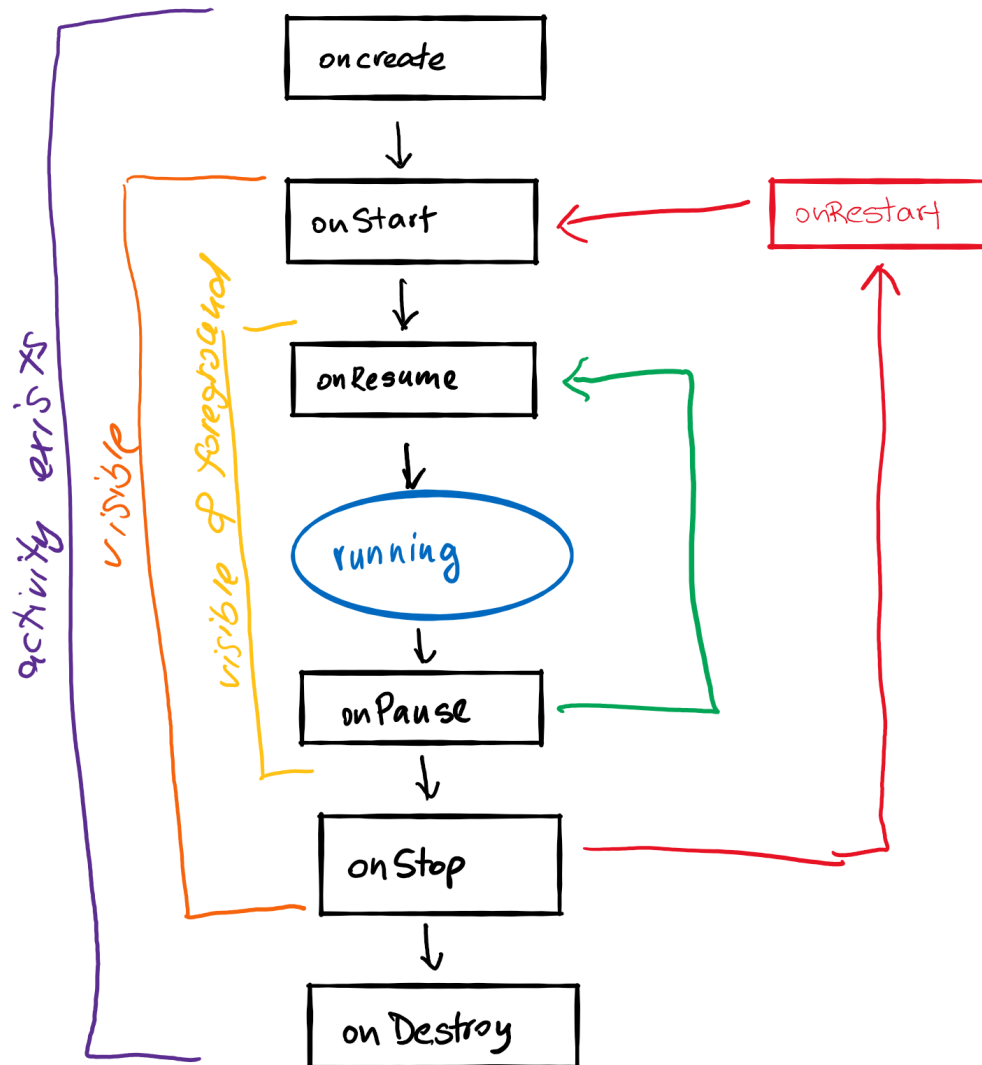 oncreate
onStart
onRestart
onResume
running
onPause
onStop
onDestroy
activity exists
visible
visible & foreground